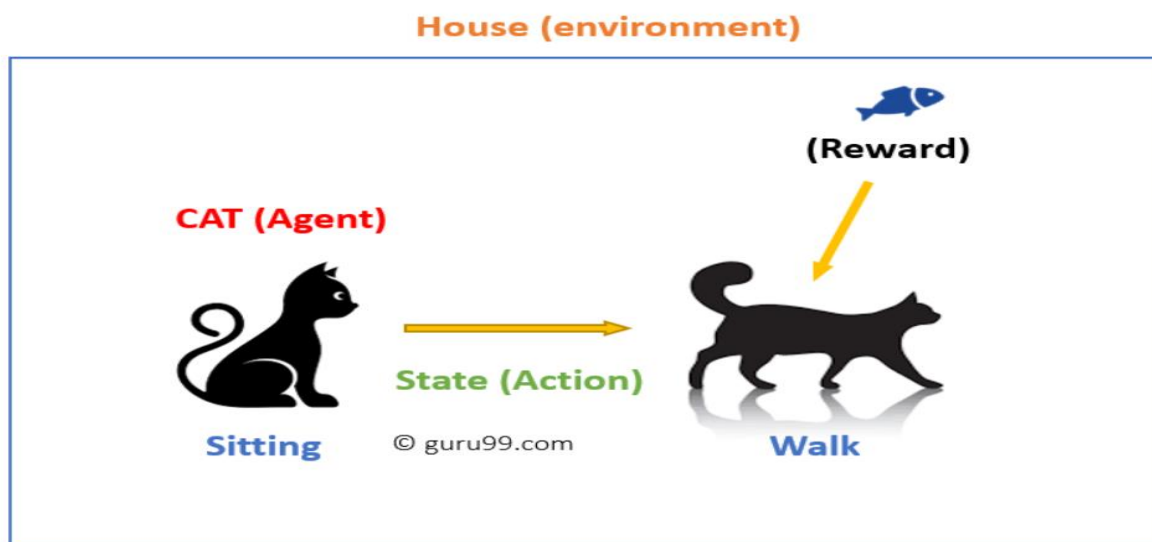 House (environment)
(Reward)
CAT (Agent)
State (Action)
Sitting
© guru99.com
Walk